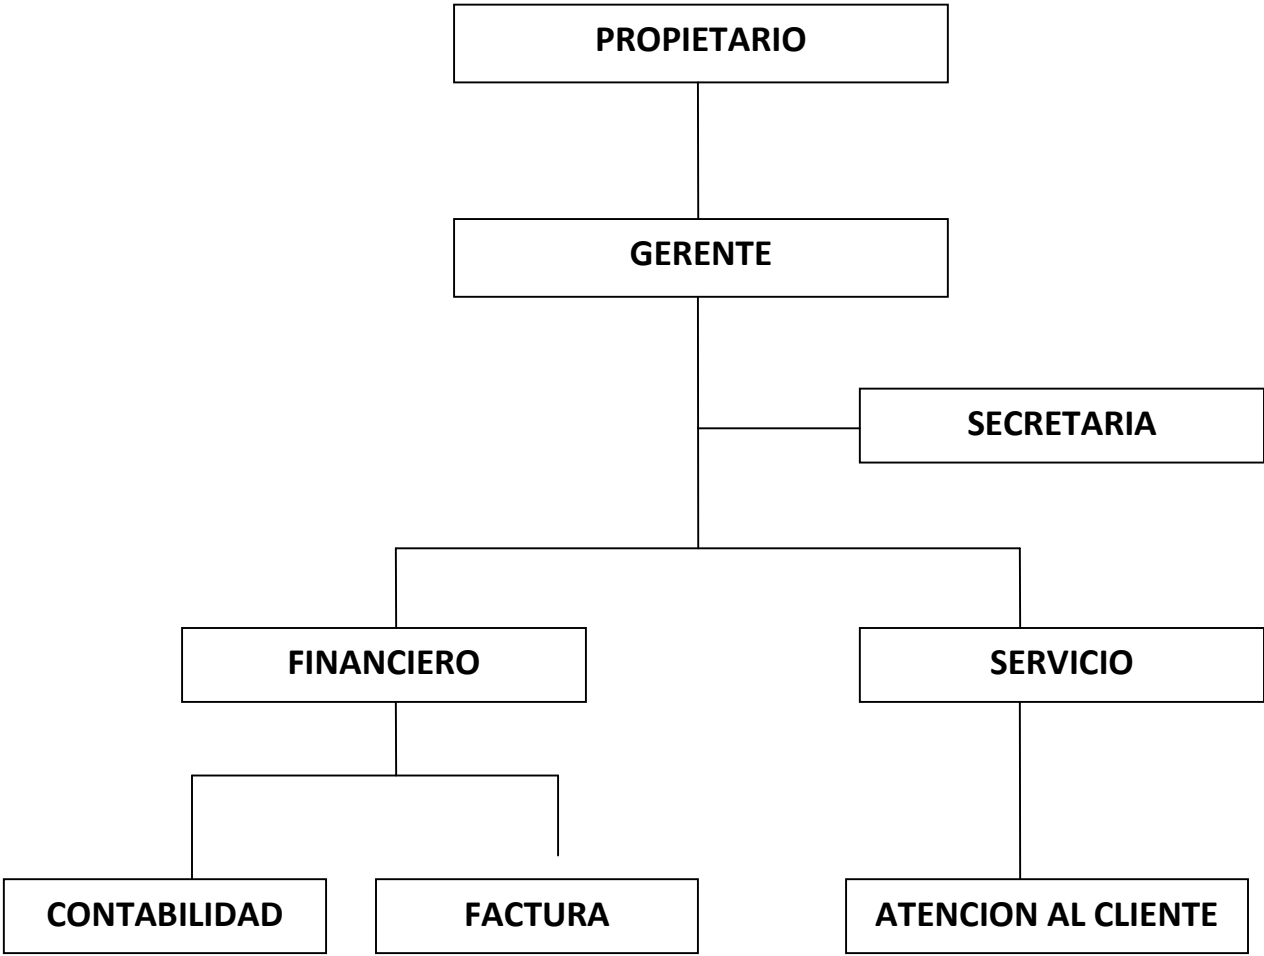 PROPIETARIO
GERENTE
SECRETARIA
FINANCIERO
SERVICIO
CONTABILIDAD
FACTURA
ATENCION AL CLIENTE